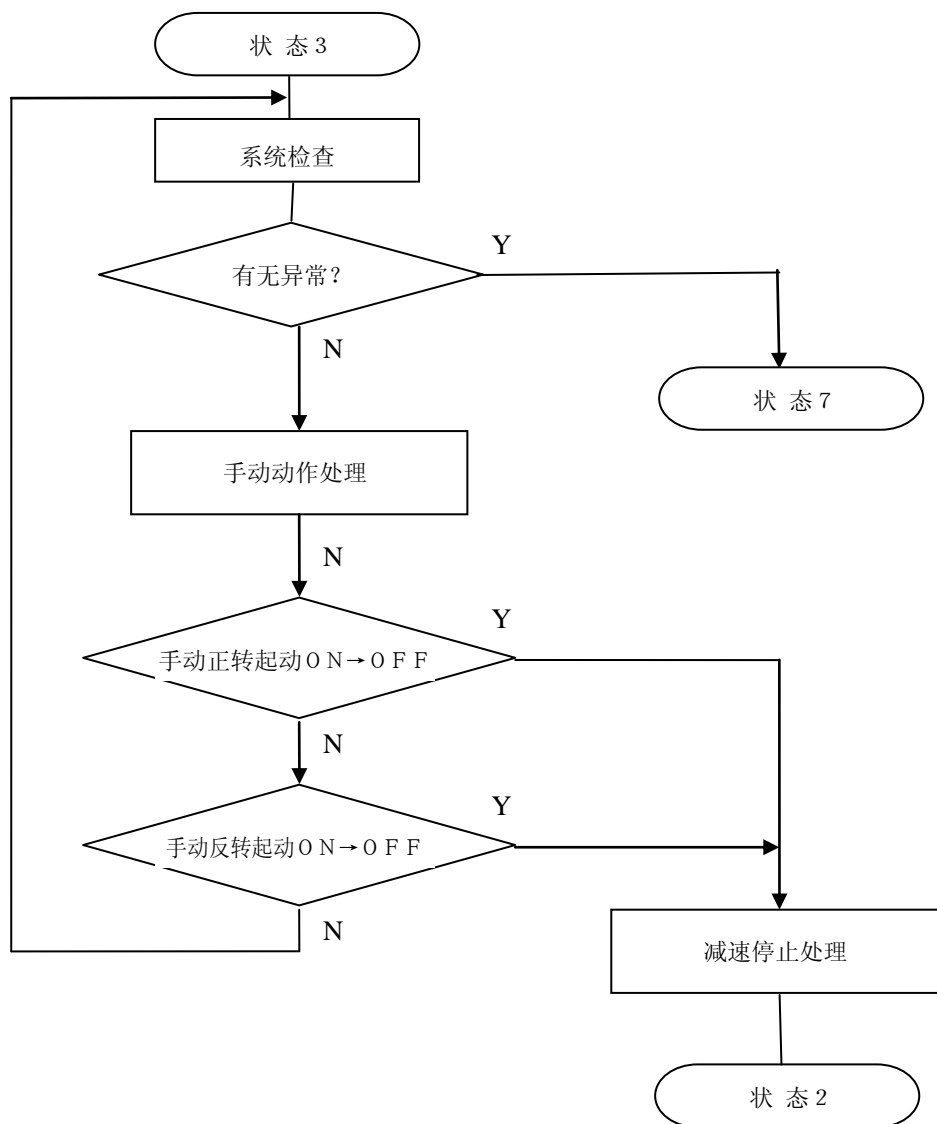 状 态３
系统检查
Y
有无异常？
N
状 态７
手动动作处理
N
Y
手动正转起动ＯＮ→ＯＦＦ
N
Y
手动反转起动ＯＮ→ＯＦＦ
N
减速停止处理
状 态２